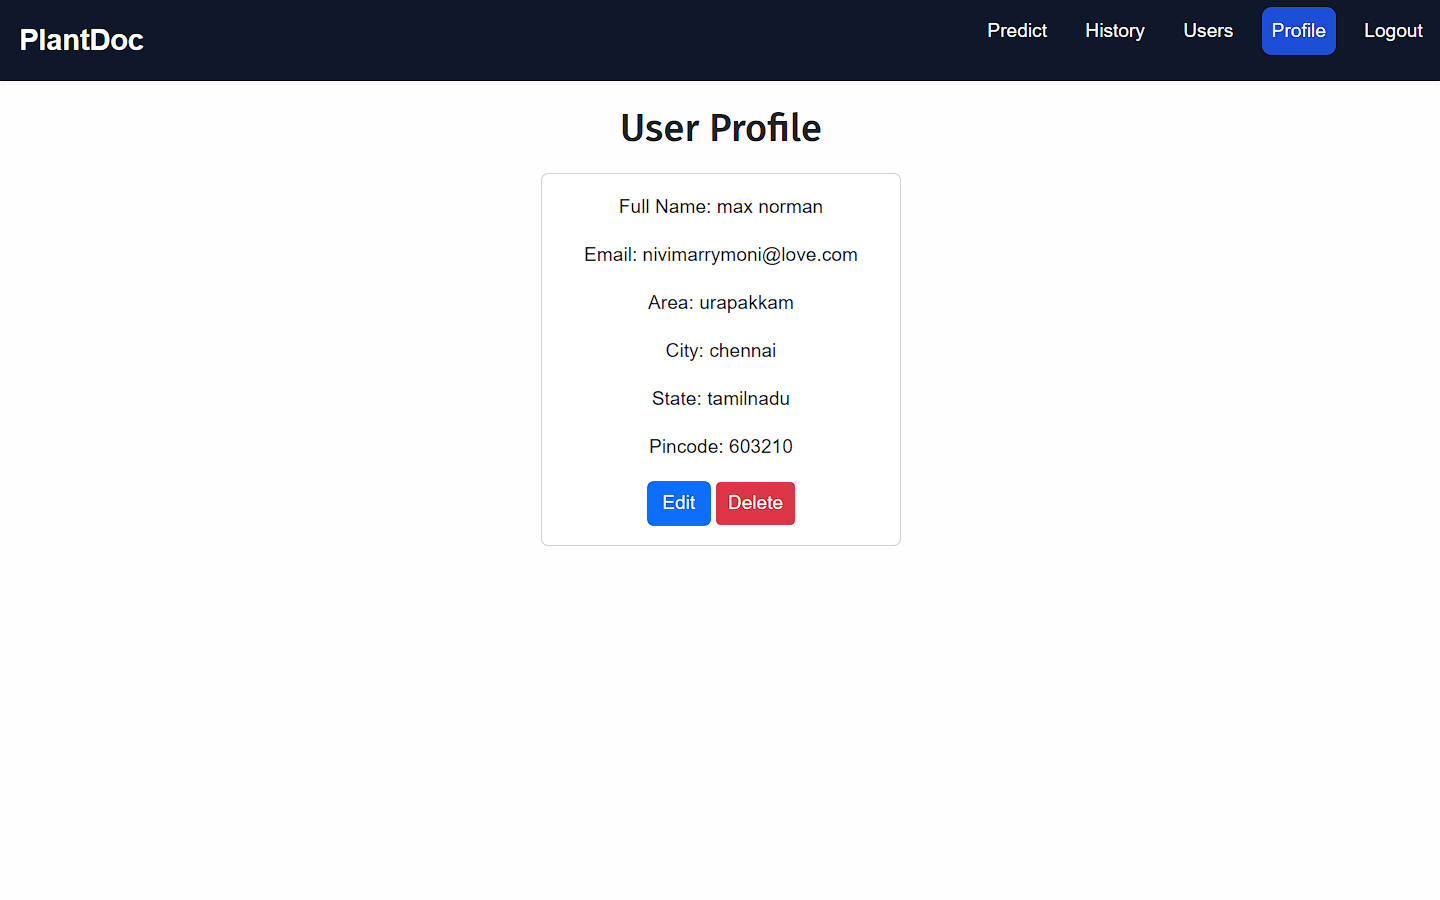 PlantDoc
Predict History Users Profile Logout
User Profile
Full Name: max norman
Email: nivimarrymoni@love.com
Area: urapakkam
City: chennai
State: tamilnadu
Pincode: 603210
Edit Delete